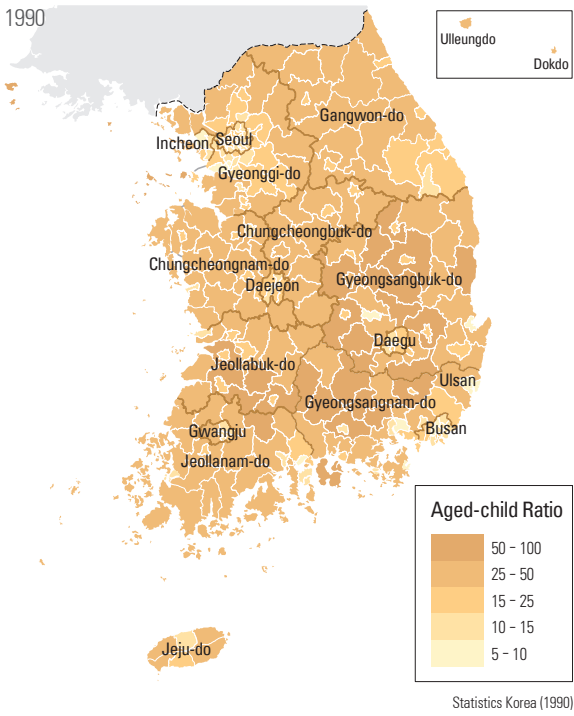 1990
Ulleungdo
Dokdo
Gangwon-do
Incheon
Seoul
Gyeonggi-do
Chungcheongbuk-do
Chungcheongnam-do
Gyeongsangbuk-do
Daejeon
Daegu
Jeollabuk-do
Ulsan
Gyeongsangnam-do
Busan
Gwangju
Jeollanam-do
Jeju-do
Aged-child Ratio
50 - 100
25 - 50
15 - 25
10 - 15
5 - 10
Statistics Korea (1990)